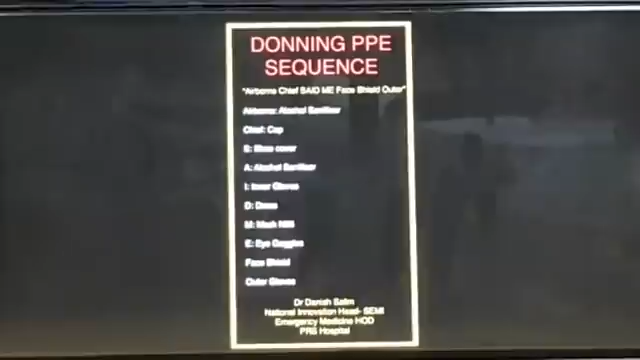 DONNING PPE
SEQUENCE
"Airborne Chief SAID ME Face Shield Outer"
Airborne: Alcohol Sanitizer
Chief: Cap
S: Shoe cover
A: Alcohol Sanitizer
I: Inner Gloves
D: Dress
M: Mask N95
E: Eye Goggles
Face Shield
Outer Gloves
Dr Danish Salim
National Innovation Head- SEMI
Emergency Medicine HOD
PRS Hospital